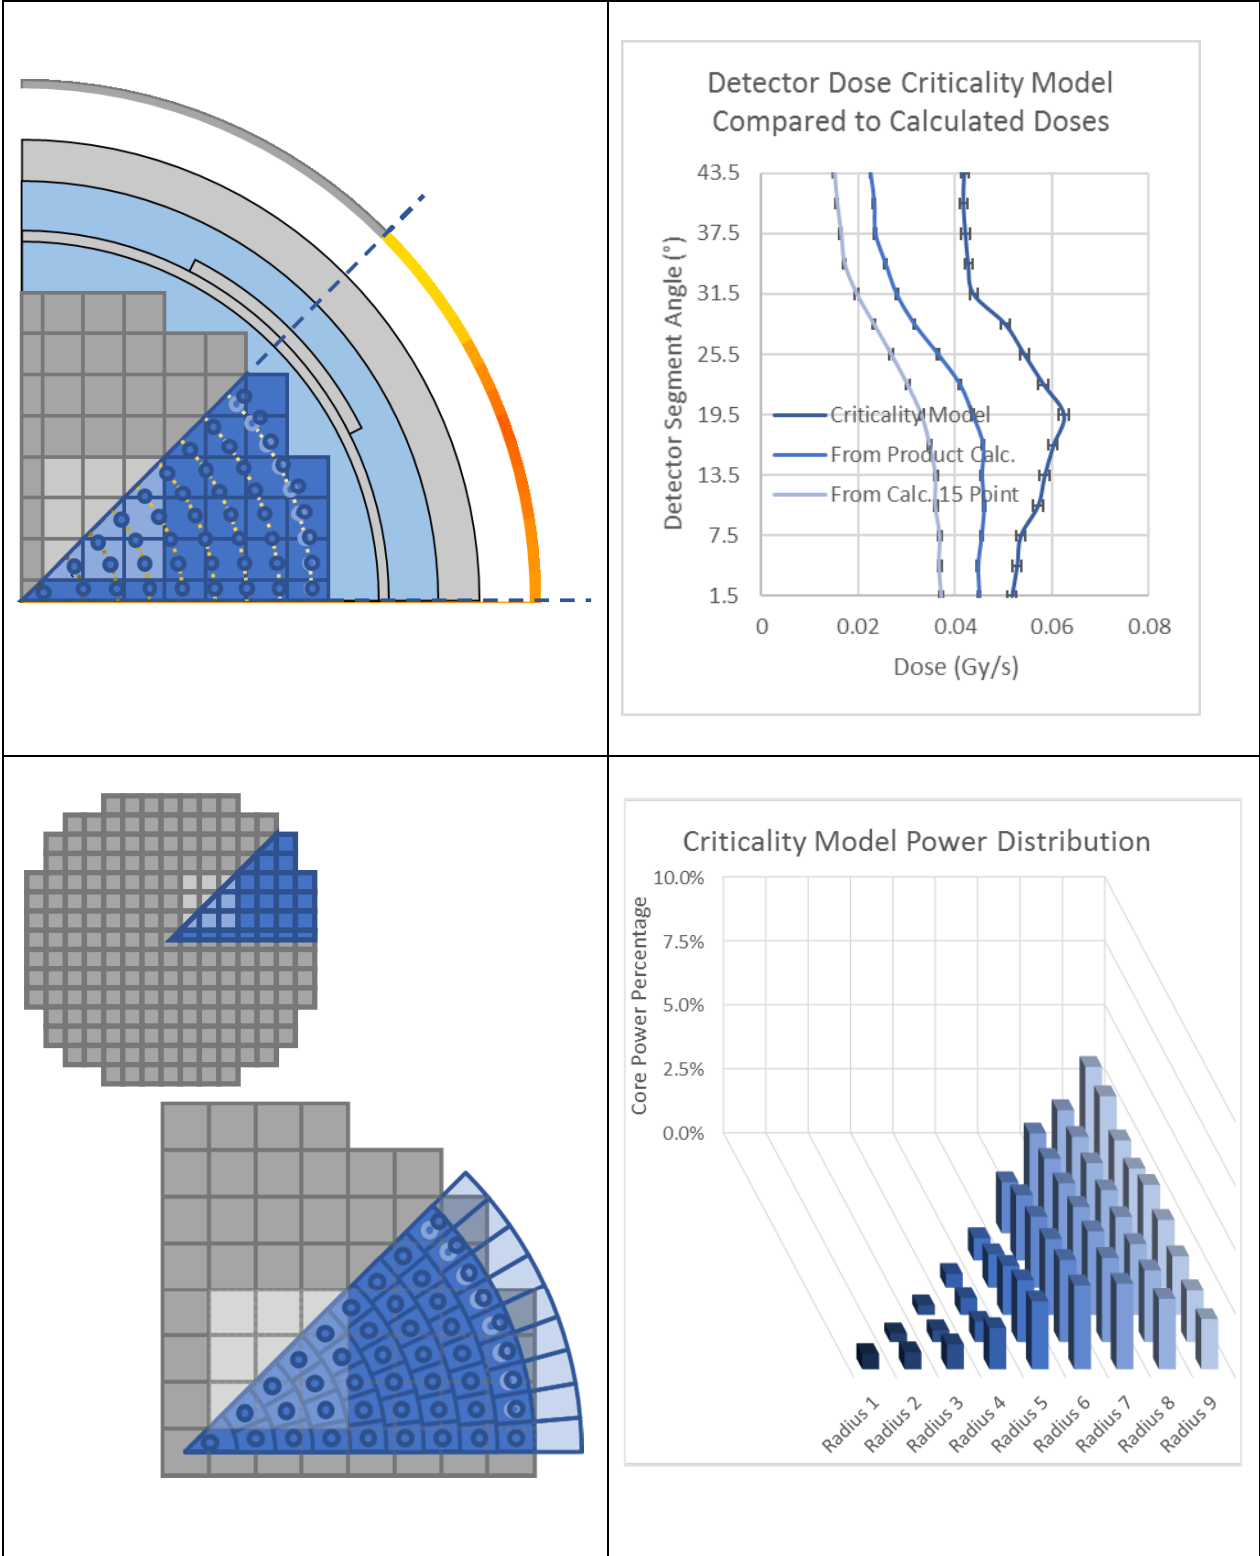 Detector Dose Criticality Model
Compared to Calculated Doses
Detector Segment Angle (°)
43.5
37.5
31.5
25.5
19.5
13.5
7.5
1.5
Criticality Model
From Product Calc.
From Calc. 15 Point
0
0.02
0.04
0.06
0.08
Dose (Gy/s)
Criticality Model Power Distribution
Core Power Percentage
10.0%
7.5%
5.0%
2.5%
0.0%
Radius 1
Radius 2
Radius 3
Radius 4
Radius 5
Radius 6
Radius 7
Radius 8
Radius 9